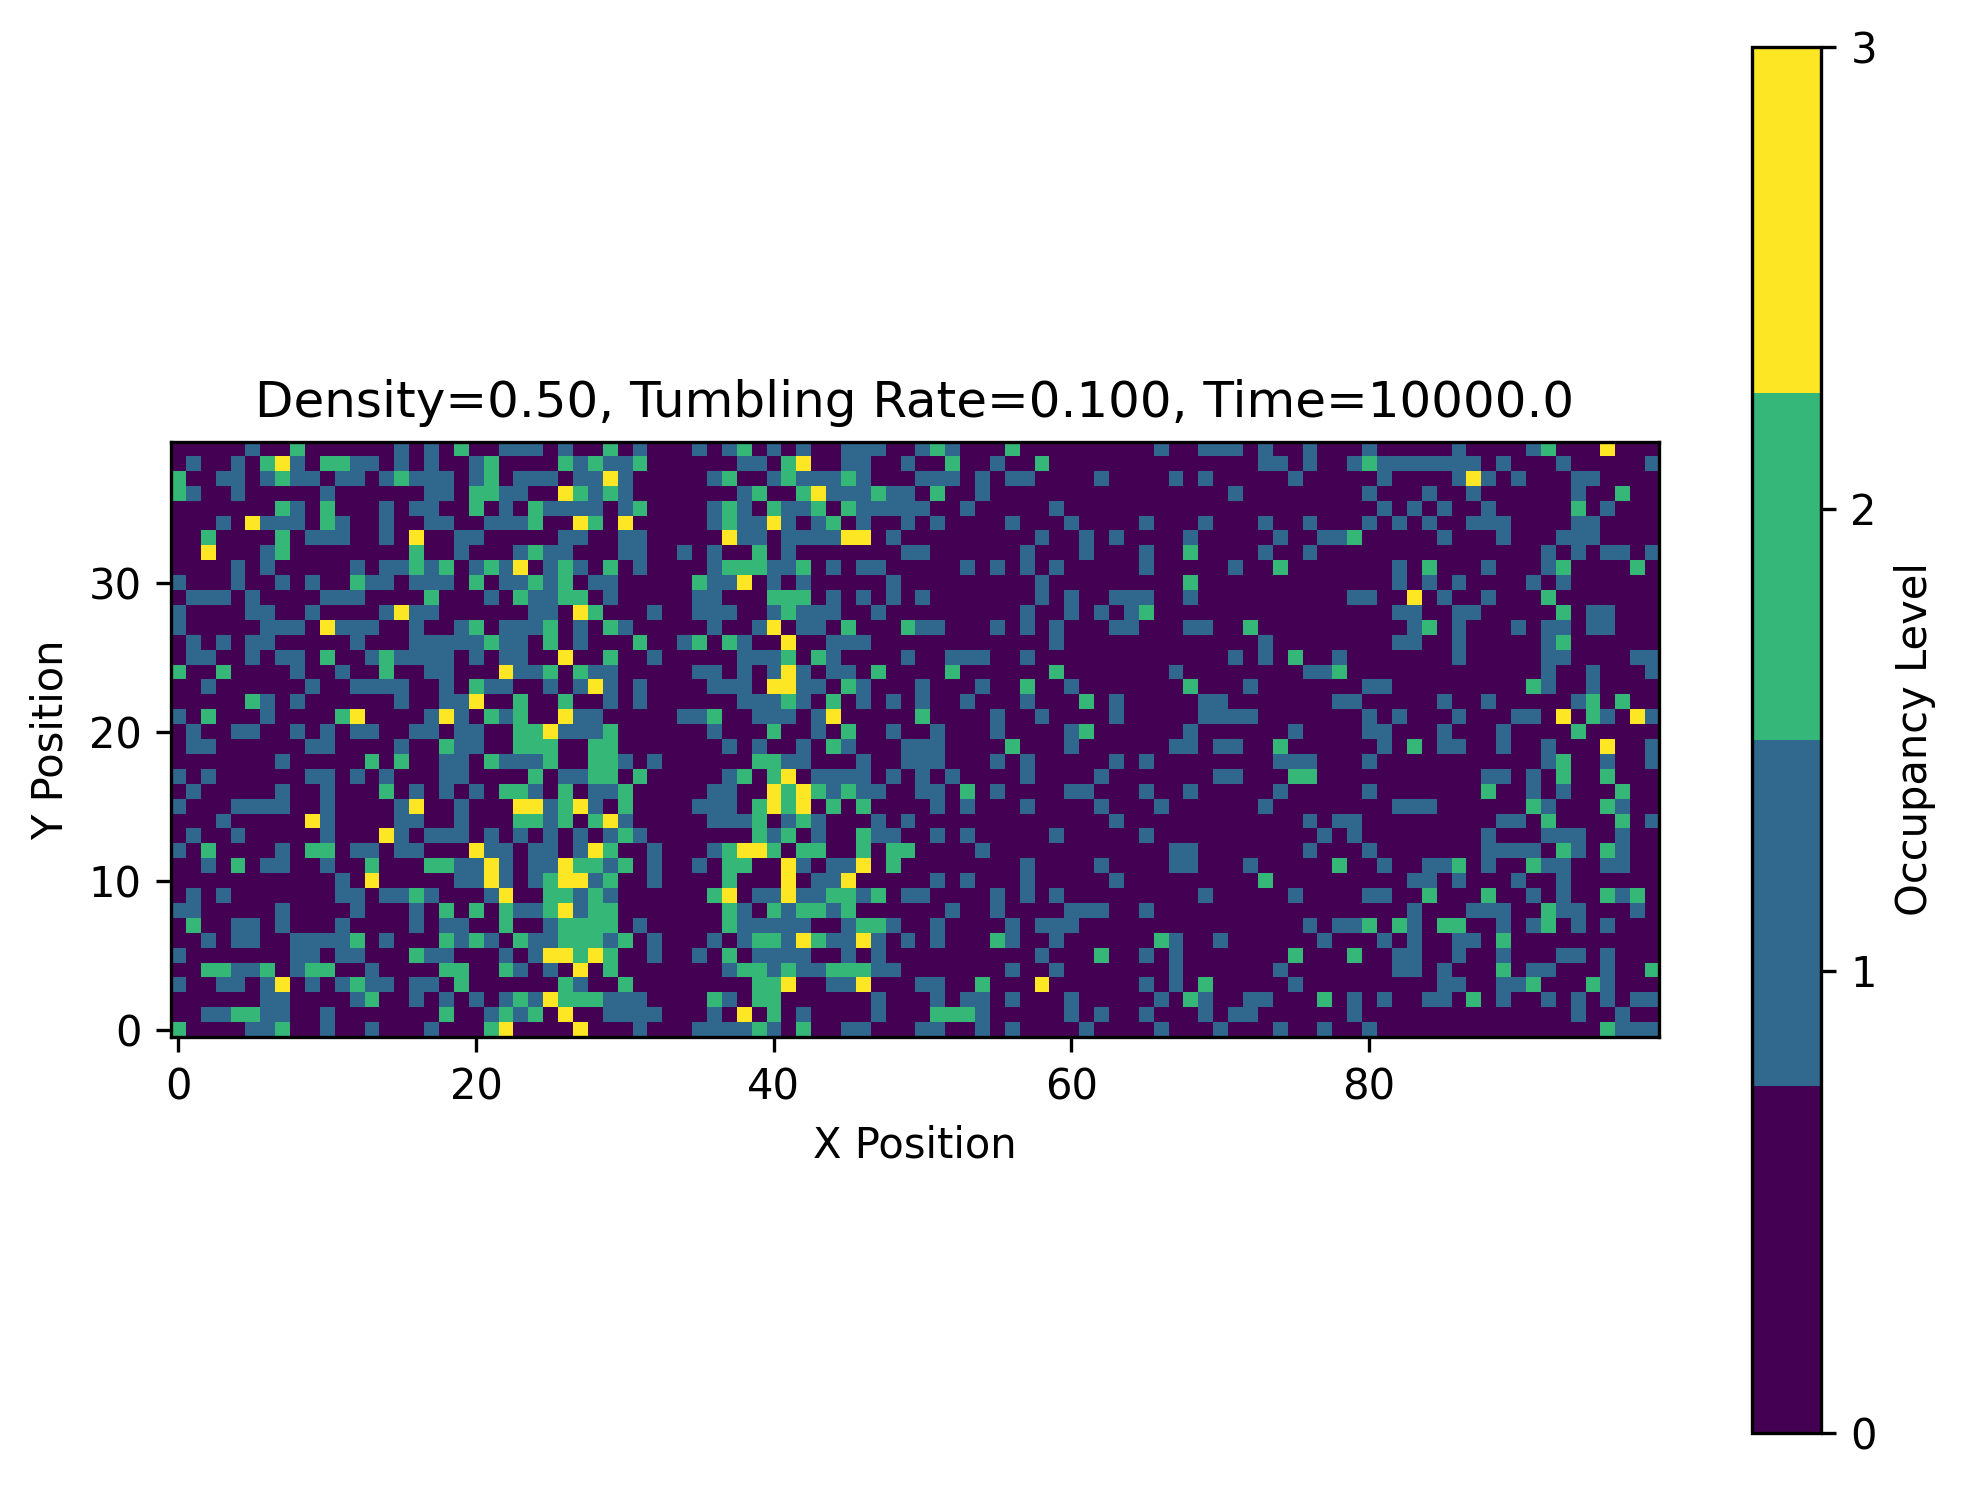 Density=0.50, Tumbling Rate=0.100, Time=10000.0
Y Position
30
20
10
0
0 20 40 60 80
X Position
3
2
1
0
Occupancy Level